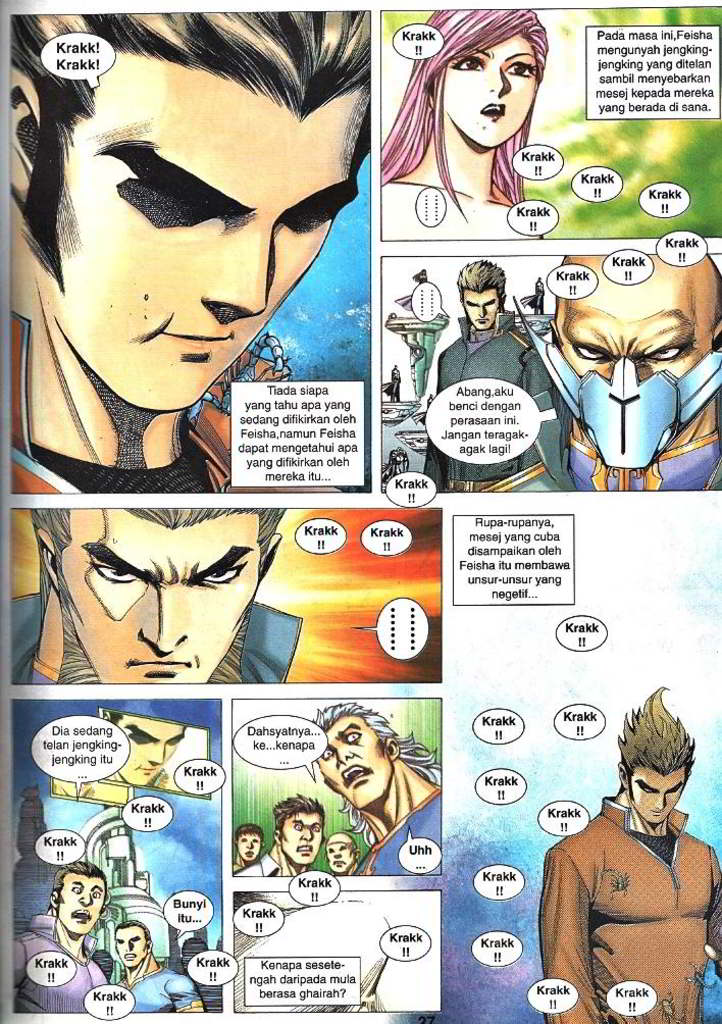 Krakk!
Krakk!
Tiada siapa
yang tahu apa yang
sedang difikirkan oleh
Feisha,namun Feisha
dapat mengetahui apa
yang difikirkan oleh
mereka itu...
Krakk
!!
Pada masa ini,Feisha
mengunyah jengking-
jengking yang ditelan
sambil menyebarkan
mesej kepada mereka
yang berada di sana.
Krakk
!!
Krakk
!!
Krakk
!!
Krakk
!!
Krakk
!!
Krakk
!!
Krakk
!!
Abang,aku
benci dengan
perasaan ini.
Jangan teragak-
agak lagi!
Krakk
!!
Krakk
!!
Krakk
!!
Rupa-rupanya,
mesej yang cuba
disampaikan oleh
Feisha itu membawa
unsur-unsur yang
negetif...
Krakk
!!
Dia sedang
telan jengking-
jengking itu
...
Krakk
!!
Krakk
!!
Krakk
!!
Bunyi
itu...
Krakk
!!
Krakk
!!
Krakk
!!
Dahsyatnya...
ke...kenapa
...
Uhh
...
Krakk
!!
Krakk
!!
Krakk
!!
Kenapa sesete-
ngah daripada mula
berasa ghairah?
Krakk
!!
Krakk
!!
Krakk
!!
Krakk
!!
Krakk
!!
Krakk
!!
Krakk
!!
Krakk
!!
27